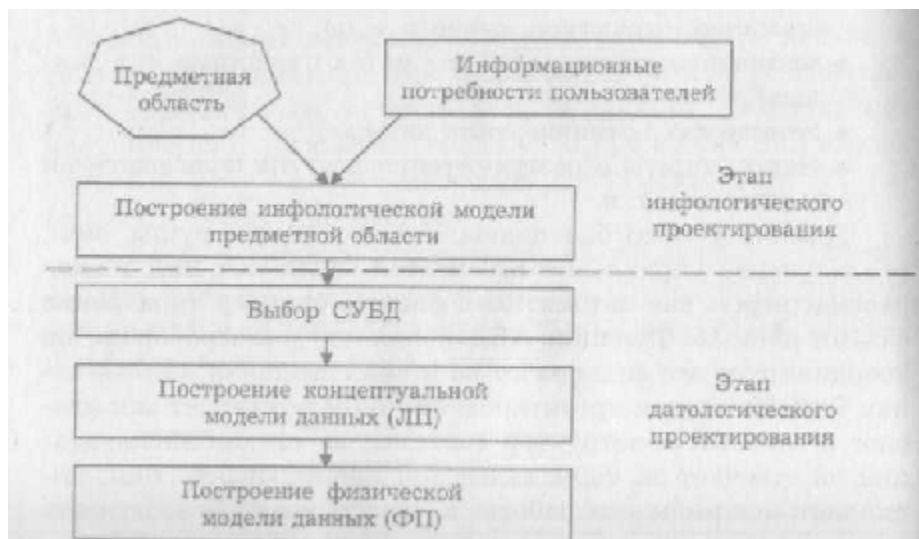 Предметная
область
Информационные
потребности пользователей
Построение инфологической модели
предметной области
Этап
инфологического
проектирования
Выбор СУБД
Построение концептуальной
модели данных (ЛП)
Этап
датологического
проектирования
Построение физической
модели данных (ФП)